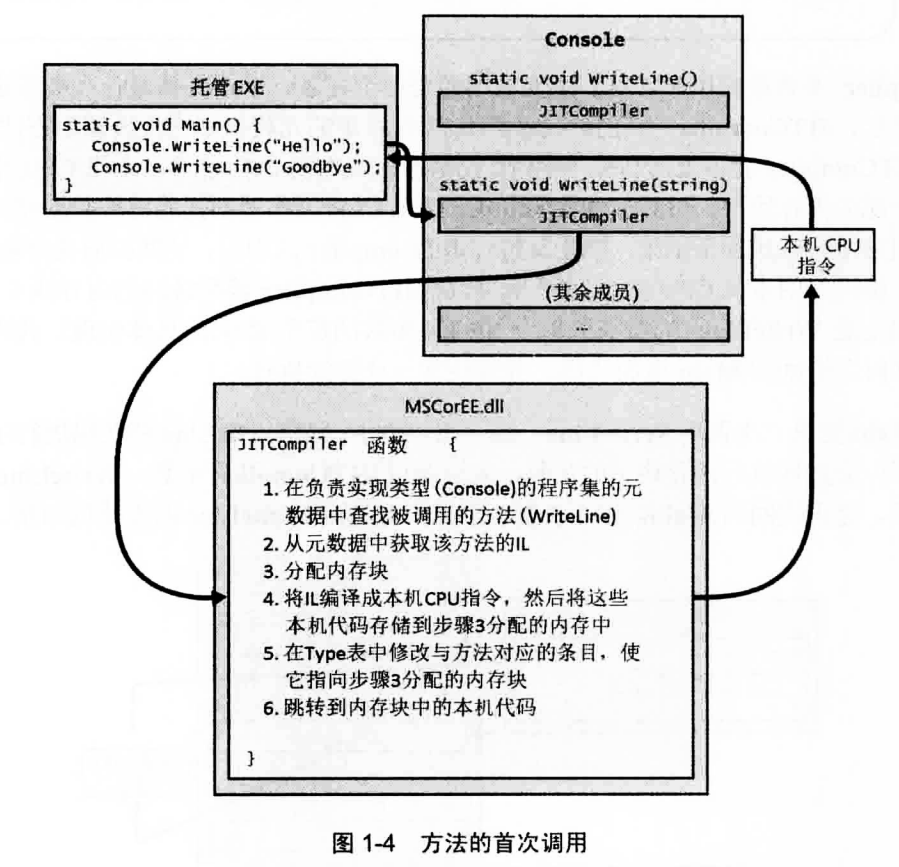 托管EXE
static void Main() {
Console.WriteLine("Hello");
Console.WriteLine("Goodbye");
}
Console
static void WriteLine()
JITCompiler
static void WriteLine(string)
JITCompiler
(其余成员)
...
本机 CPU
指令
MSCorEE.dll
JITCompiler 函数 {
1. 在负责实现类型(Console)的程序集的元
数据中查找被调用的方法(WriteLine)
2. 从元数据中获取该方法的IL
3. 分配内存块
4. 将IL编译成本机CPU指令，然后将这些
本机代码存储到步骤3分配的内存中
5. 在Type表中修改与方法对应的条目，使
它指向步骤3分配的内存块
6. 跳转到内存块中的本机代码
}
图 1-4 方法的首次调用